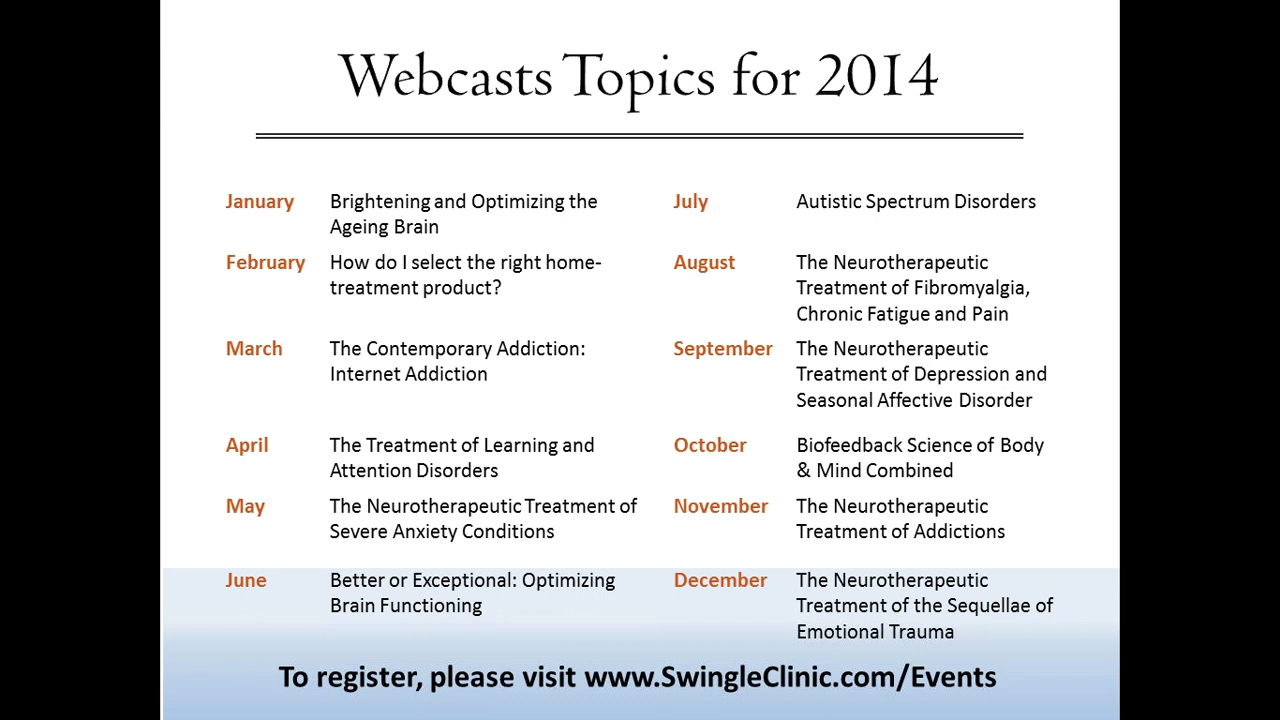 Webcasts Topics for 2014
January
Brightening and Optimizing the
Ageing Brain
February
How do I select the right home-
treatment product?
March
The Contemporary Addiction:
Internet Addiction
April
The Treatment of Learning and
Attention Disorders
May
The Neurotherapeutic Treatment of
Severe Anxiety Conditions
June
Better or Exceptional: Optimizing
Brain Functioning
July
Autistic Spectrum Disorders
August
The Neurotherapeutic
Treatment of Fibromyalgia,
Chronic Fatigue and Pain
September
The Neurotherapeutic
Treatment of Depression and
Seasonal Affective Disorder
October
Biofeedback Science of Body
& Mind Combined
November
The Neurotherapeutic
Treatment of Addictions
December
The Neurotherapeutic
Treatment of the Sequellae of
Emotional Trauma
To register, please visit www.SwingleClinic.com/Events